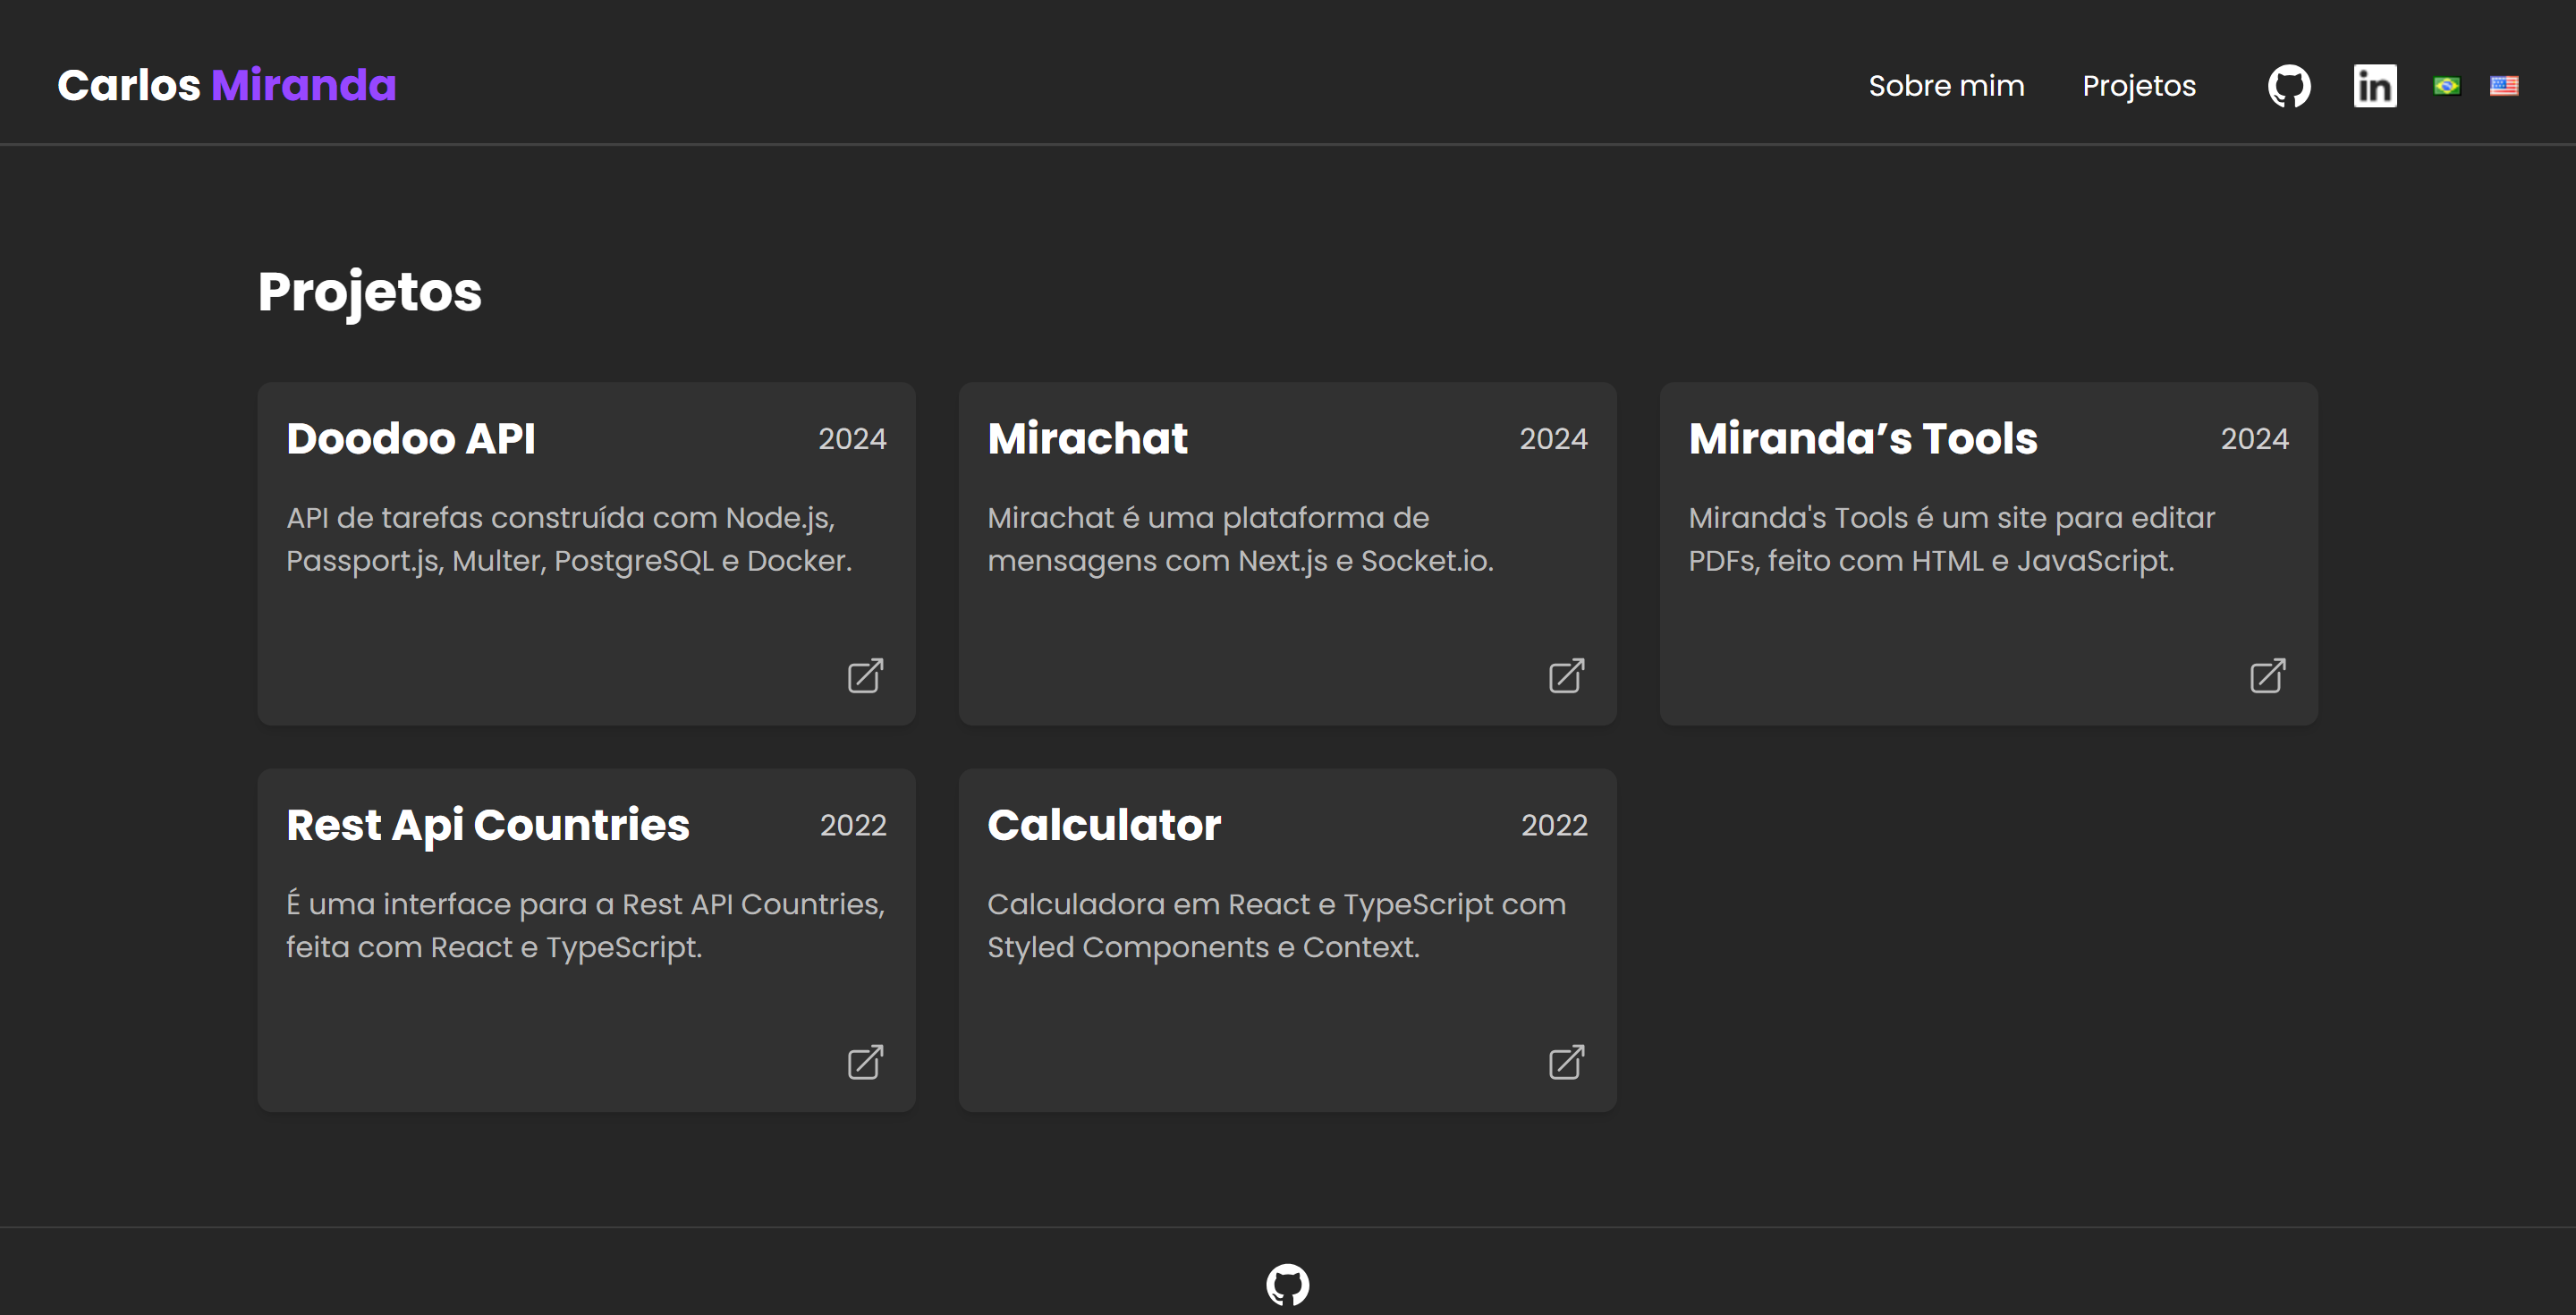 Carlos Miranda
Sobre mim
Projetos
in
Projetos
Doodoo API
2024
API de tarefas construída com Node.js,
Passport.js, Multer, PostgreSQL e Docker.
Mirachat
2024
Mirachat é uma plataforma de
mensagens com Next.js e Socket.io.
Miranda’s Tools
2024
Miranda's Tools é um site para editar
PDFs, feito com HTML e JavaScript.
Rest Api Countries
2022
É uma interface para a Rest API Countries,
feita com React e TypeScript.
Calculator
2022
Calculadora em React e TypeScript com
Styled Components e Context.